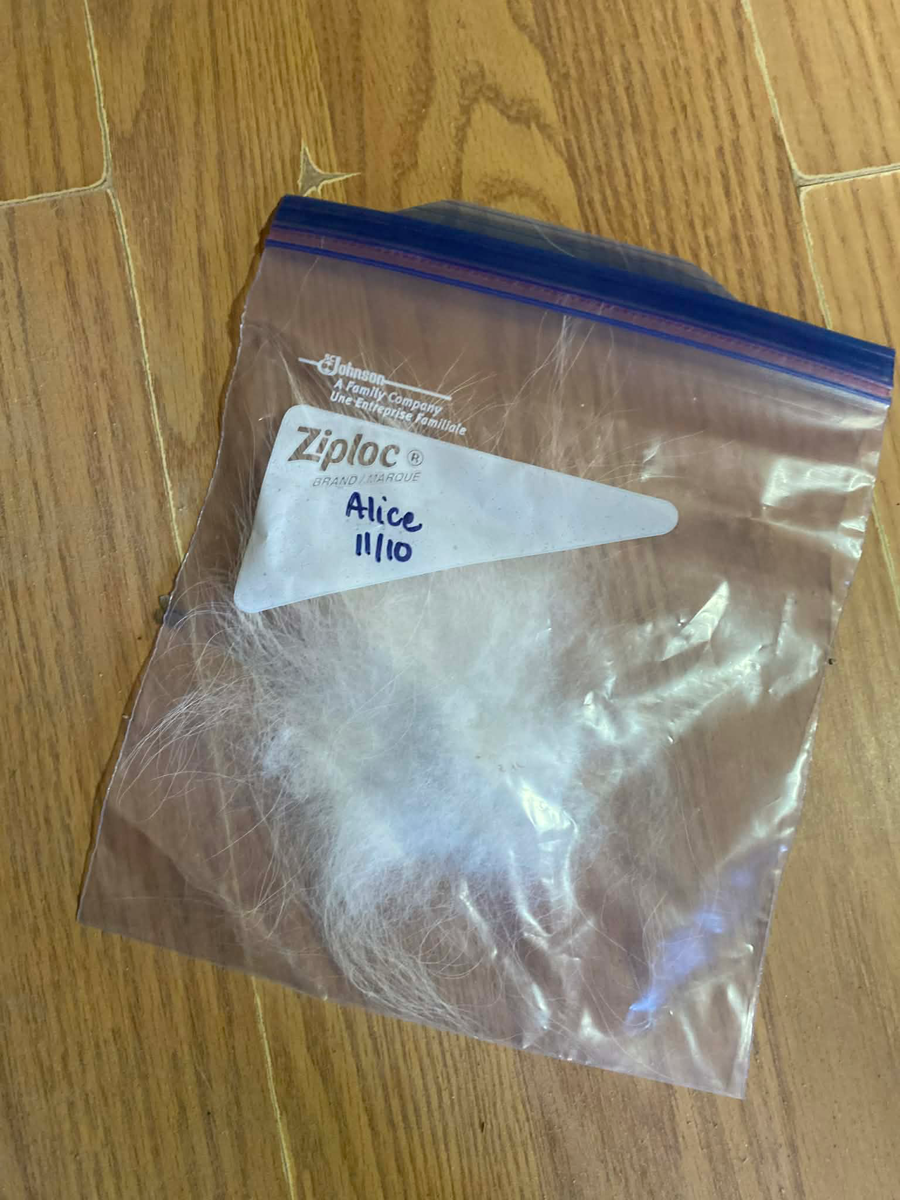 SC Johnson
A Family Company
Une Entreprise Familiale
Ziploc ®
BRAND / MARQUE
Alice
11/10